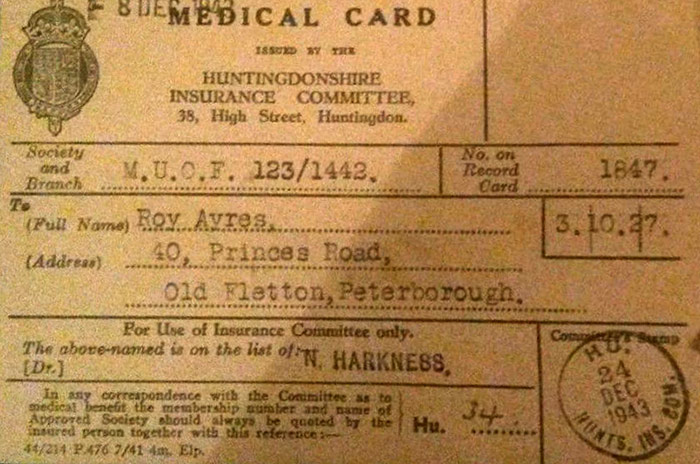 8 DEC 1943
MEDICAL CARD
ISSUED BY THE
HUNTINGDONSHIRE
INSURANCE COMMITTEE,
38, High Street, Huntingdon.
Society and Branch M.U.O.F. 123/1442.
No. on Record Card 1847.
To
(Full Name) Roy Ayres.
3.10.27.
(Address) 40, Princes Road,
Old Fletton, Peterborough.
For Use of Insurance Committee only.
The above-named is on the list of:-
[Dr.] N. HARKNESS.
Committee's Stamp
HU.
24
DEC.
1943
HUNTS. INS. COM.
In any correspondence with the Committee as to
medical benefit the membership number and name of
Approved Society should always be quoted by the
insured person together with this reference:—
Hu. 34
44/214 P.476 7/41 4m. Elp.